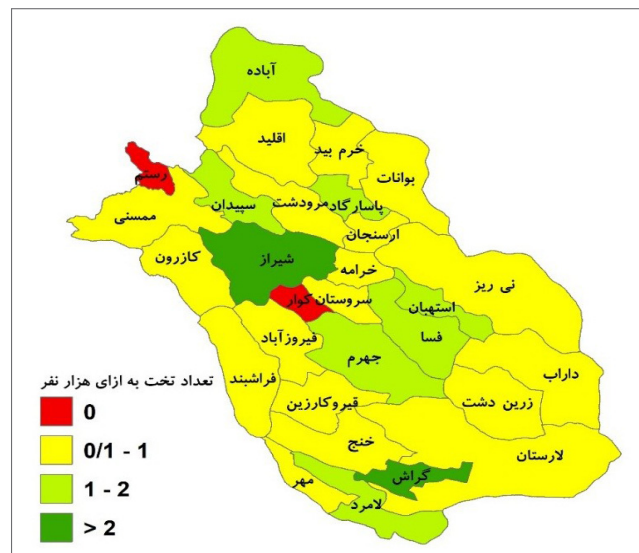 آباده
اقلید
خرم بید
بوانات
رستم
سپیدان
مرودشت
پاسارگاد
ممسنی
ارسنجان
کازرون
شیراز
خرامه
نی ریز
سروستان
کوار
استهبان
فسا
فیروزآباد
جهرم
داراب
فراشبند
زرین دشت
قیروکارزین
خنج
لارستان
گراش
مهر
لامرد
تعداد تخت به ازای هزار نفر
0
0/1 - 1
1 - 2
> 2